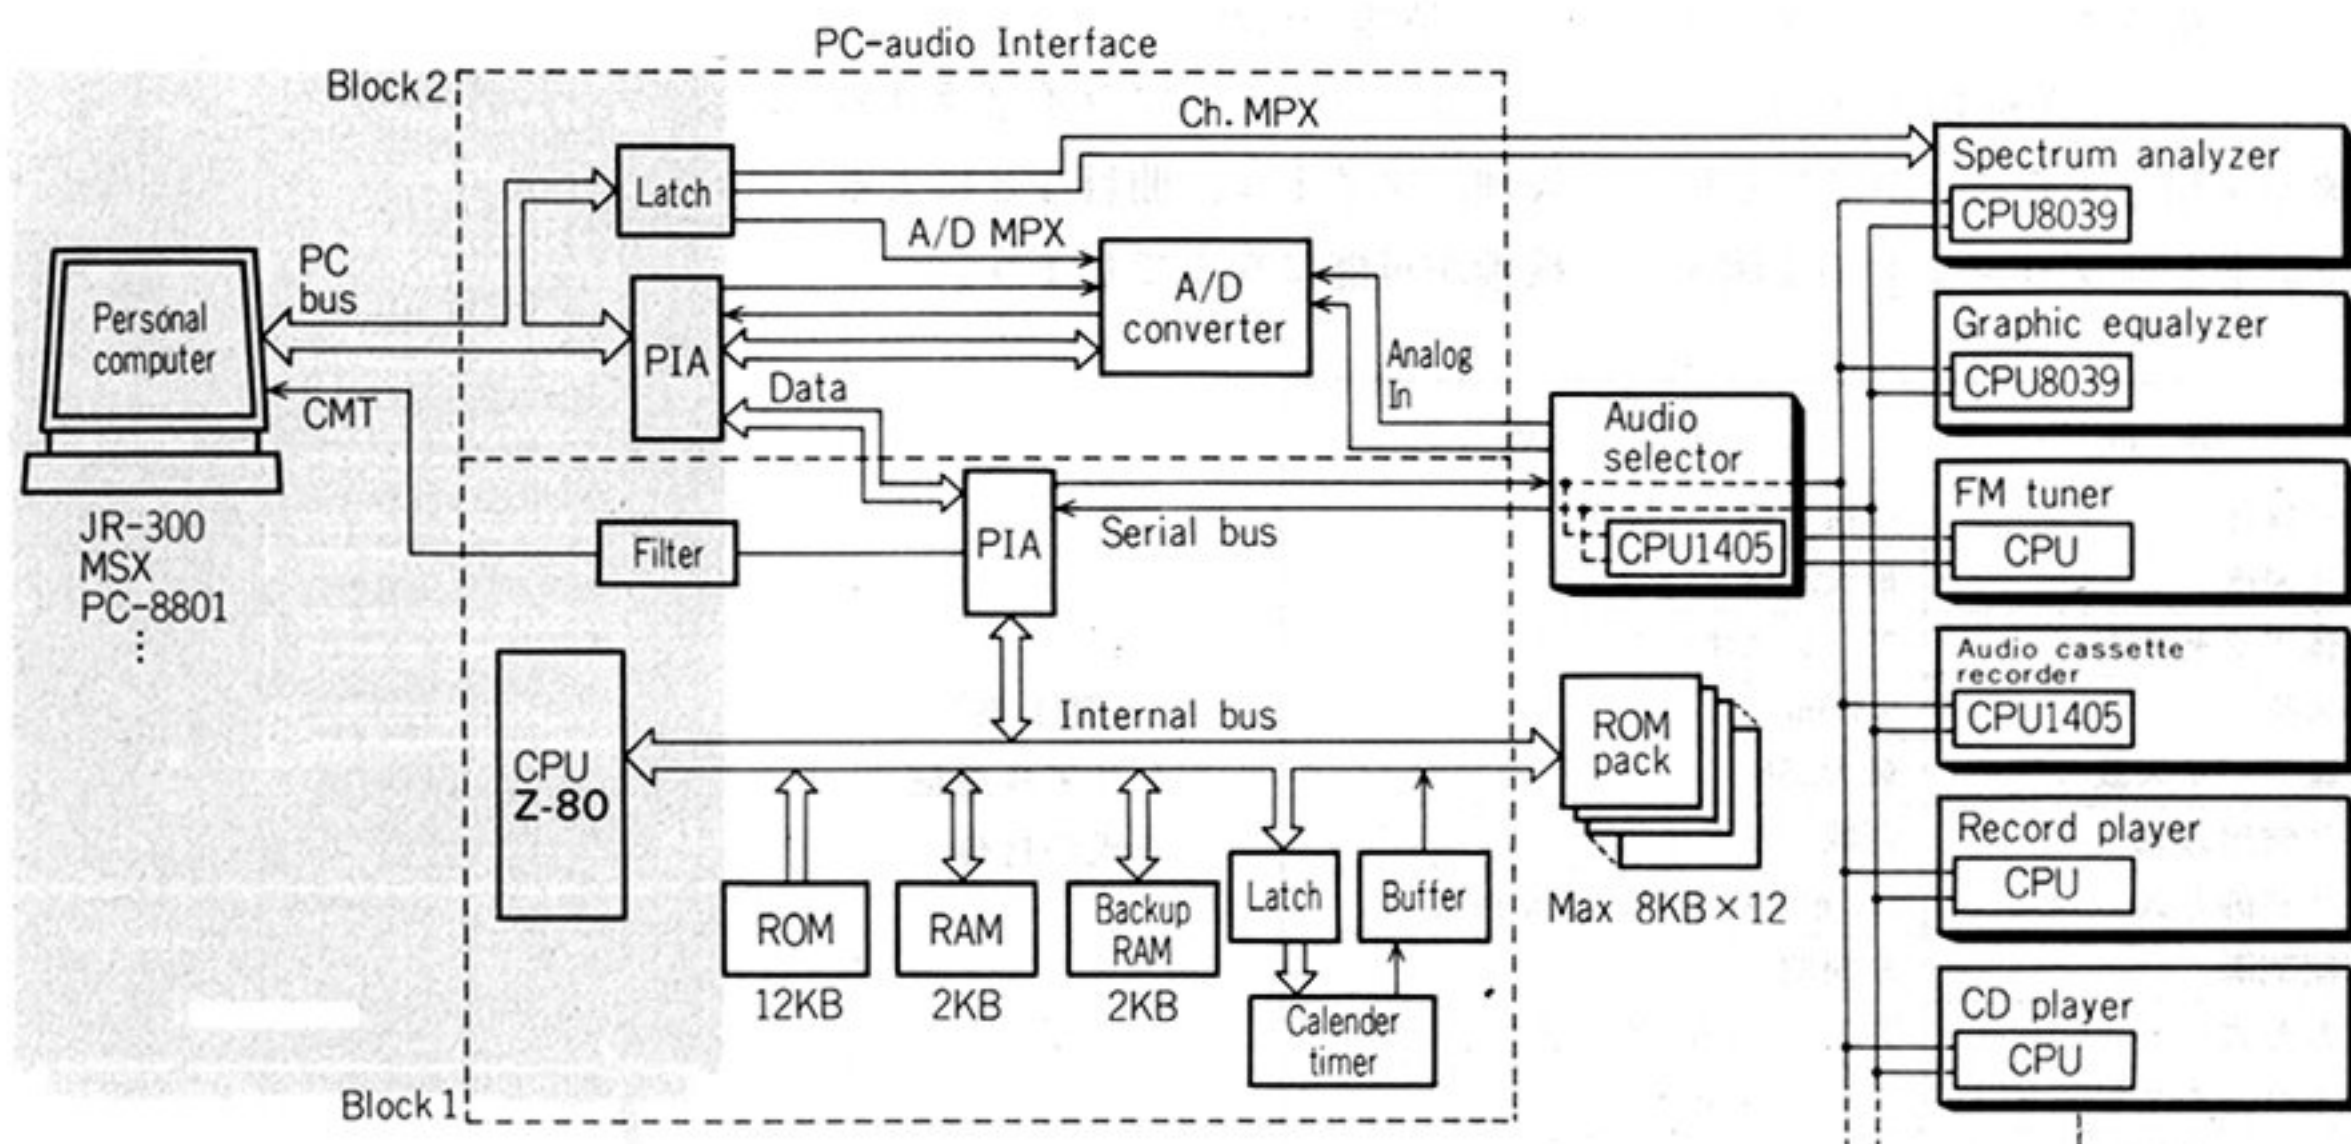 PC-audio Interface
Block 2
Ch. MPX
Latch
A/D MPX
PC
bus
Personal
computer
PIA
A/D
converter
Analog
In
Data
CMT
JR-300
MSX
PC-8801
⋮
Filter
PIA
Serial bus
Audio
selector
CPU1405
Internal bus
CPU
Z-80
ROM
12KB
RAM
2KB
Backup
RAM
2KB
Latch
Buffer
Calender
timer
ROM
pack
Max 8KB×12
Block 1
Spectrum analyzer
CPU8039
Graphic equalyzer
CPU8039
FM tuner
CPU
Audio cassette
recorder
CPU1405
Record player
CPU
CD player
CPU